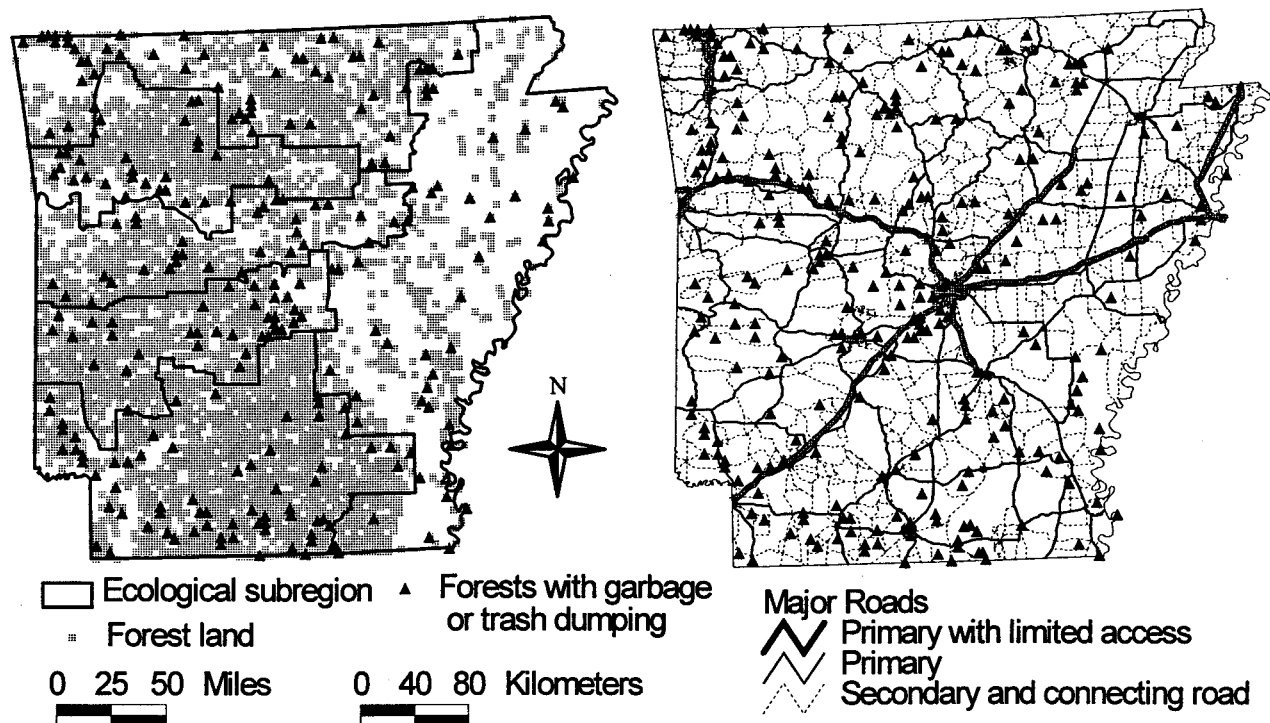 N
Ecological subregion
Forests with garbage
or trash dumping
Forest land
0 25 50 Miles
0 40 80 Kilometers
Major Roads
Primary with limited access
Primary
Secondary and connecting road